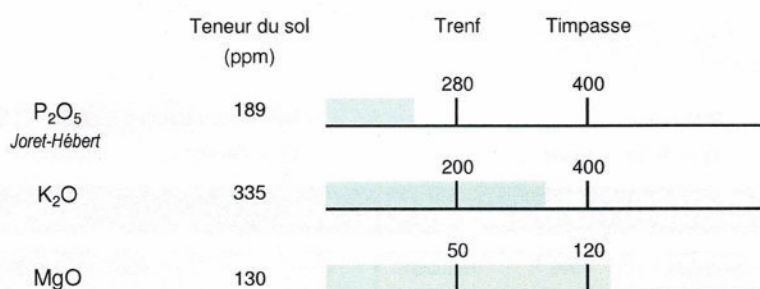 Teneur du sol Trenf Timpasse
(ppm)
280 400
P₂O₅ 189
Joret-Hébert
200 400
K₂O 335
50 120
MgO 130